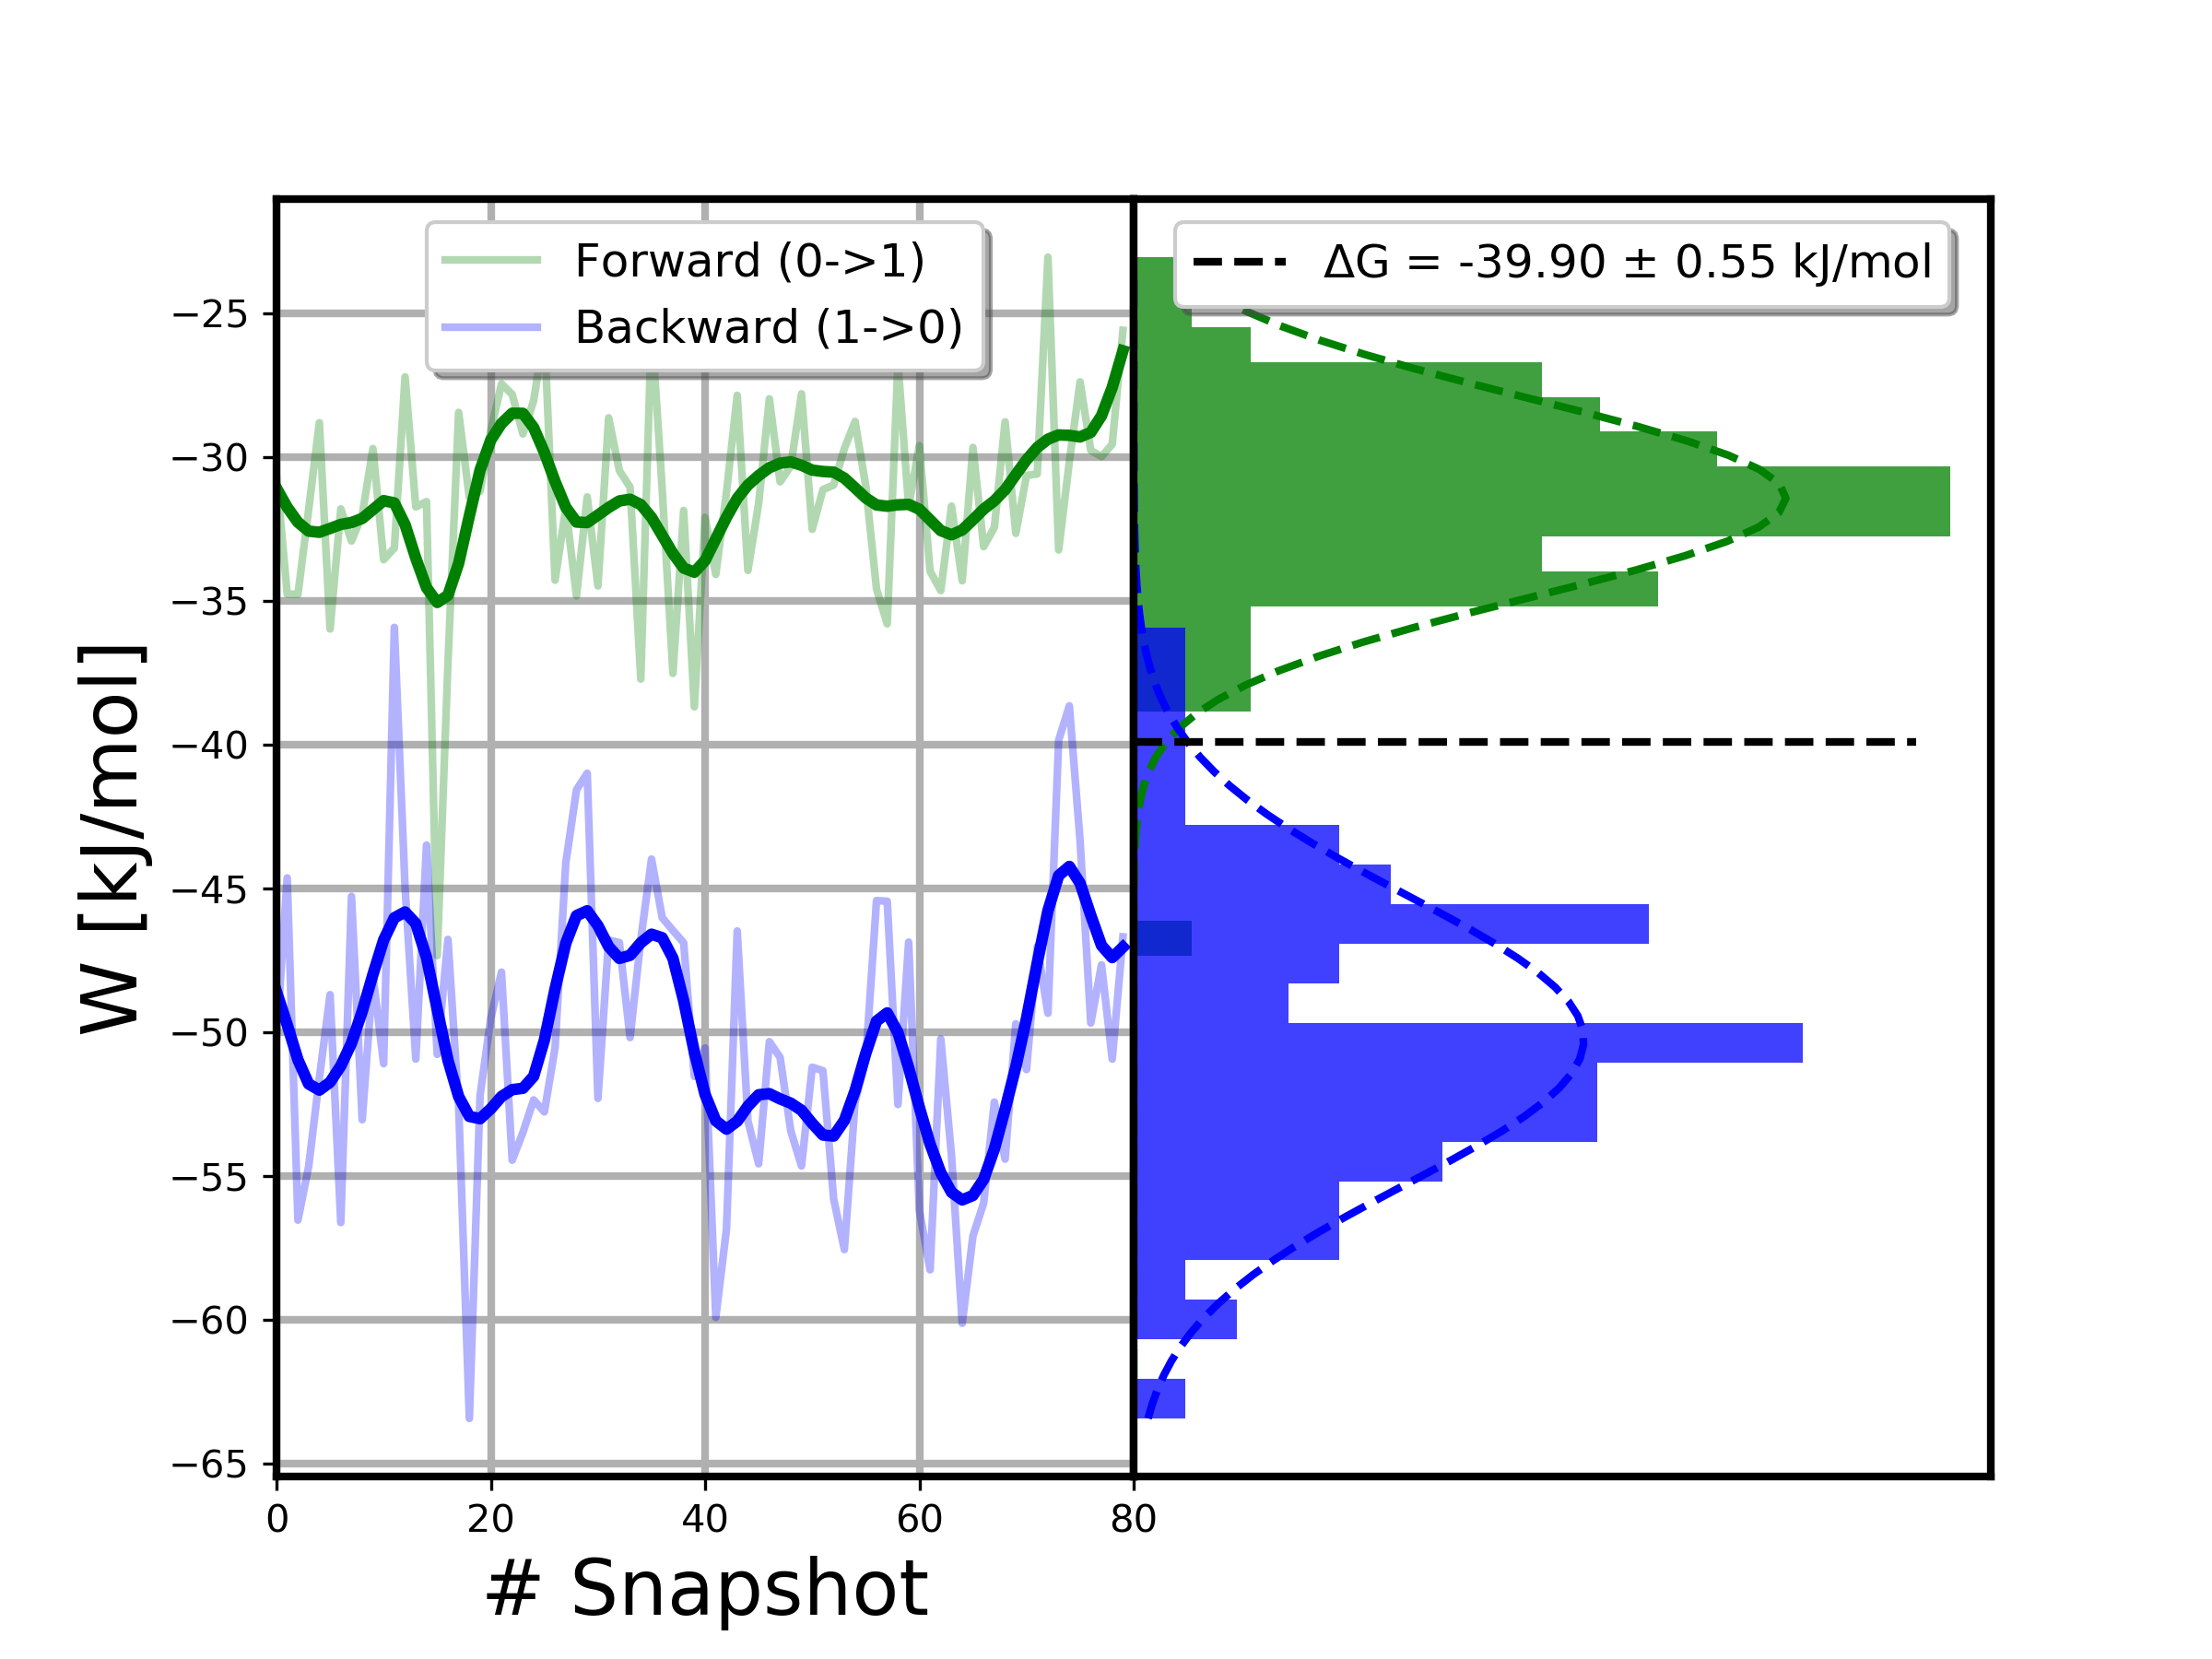 Forward (0->1)
Backward (1->0)
ΔG = -39.90 ± 0.55 kJ/mol
W [kJ/mol]
−25
−30
−35
−40
−45
−50
−55
−60
−65
0 20 40 60 80
# Snapshot